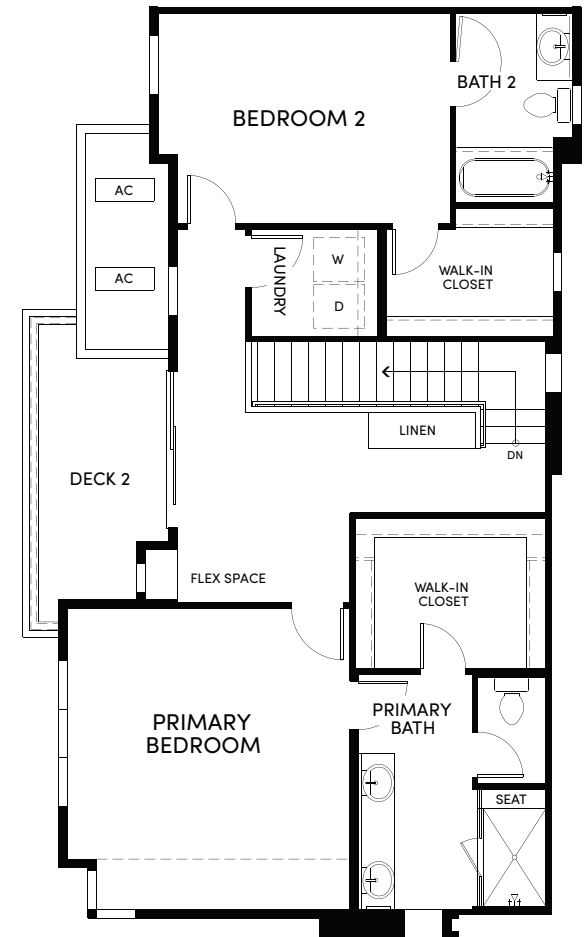 BATH 2
BEDROOM 2
AC
AC
LAUNDRY
W
D
WALK-IN
CLOSET
LINEN
DN
DECK 2
FLEX SPACE
WALK-IN
CLOSET
PRIMARY
BEDROOM
PRIMARY
BATH
SEAT